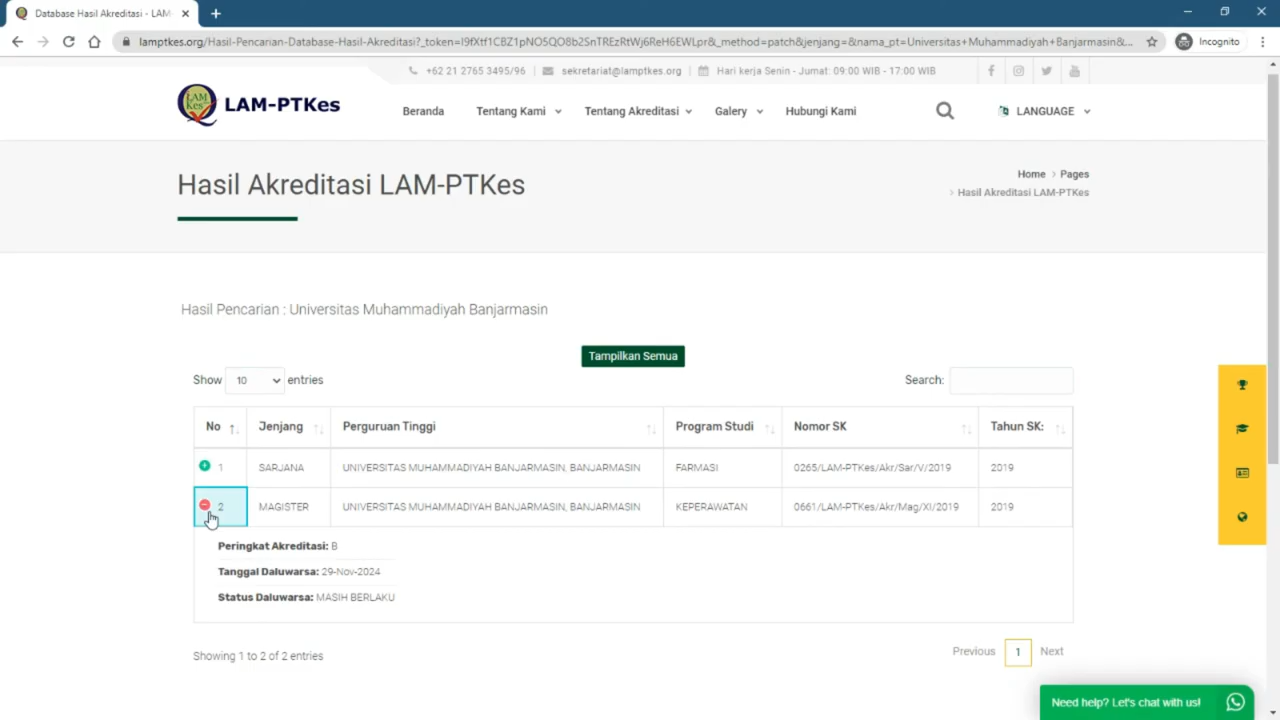 Database Hasil Akreditasi - LAM-
lamptkes.org/Hasil-Pencarian-Database-Hasil-Akreditasi?_token=I9fXtf1CBZ1pNO5QO8b2SnTREzRtWj6ReH6EWLpr&_method=patch&jenjang=&nama_pt=Universitas+Muhammadiyah+Banjarmasin&...
Incognito
+62 21 2765 3495/96
sekretariat@lamptkes.org
Hari kerja Senin - Jumat: 09:00 WIB - 17:00 WIB
LAM-PTKes
Beranda
Tentang Kami
Tentang Akreditasi
Galery
Hubungi Kami
LANGUAGE
Hasil Akreditasi LAM-PTKes
Home > Pages
> Hasil Akreditasi LAM-PTKes
Hasil Pencarian : Universitas Muhammadiyah Banjarmasin
Tampilkan Semua
Show 10 entries
Search:
No Jenjang Perguruan Tinggi Program Studi Nomor SK Tahun SK:
1 SARJANA UNIVERSITAS MUHAMMADIYAH BANJARMASIN, BANJARMASIN FARMASI 0265/LAM-PTKes/Akr/Sar/V/2019 2019
2 MAGISTER UNIVERSITAS MUHAMMADIYAH BANJARMASIN, BANJARMASIN KEPERAWATAN 0661/LAM-PTKes/Akr/Mag/XI/2019 2019
Peringkat Akreditasi: B
Tanggal Daluwarsa: 29-Nov-2024
Status Daluwarsa: MASIH BERLAKU
Showing 1 to 2 of 2 entries
Previous 1 Next
Need help? Let's chat with us!